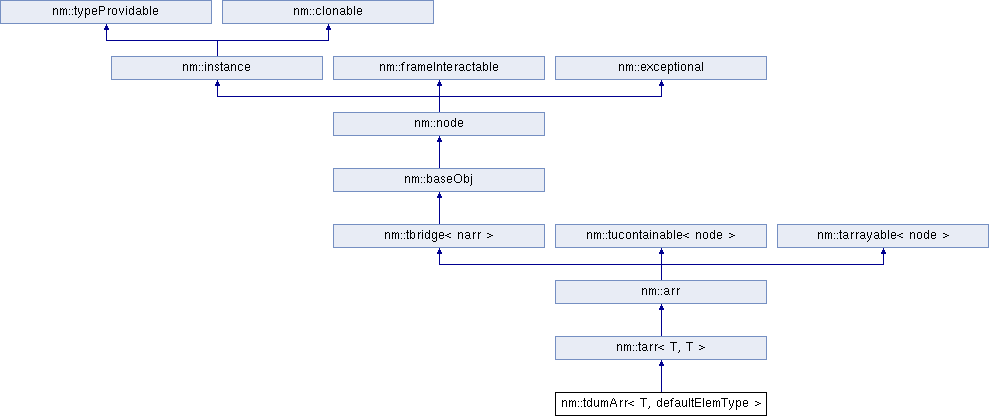 nm::typeProvidable
nm::clonable
nm::instance
nm::frameInteractable
nm::exceptional
nm::node
nm::baseObj
nm::tbridge< narr >
nm::tucontainable< node >
nm::tarrayable< node >
nm::arr
nm::tarr< T, T >
nm::tdumArr< T, defaultElemType >